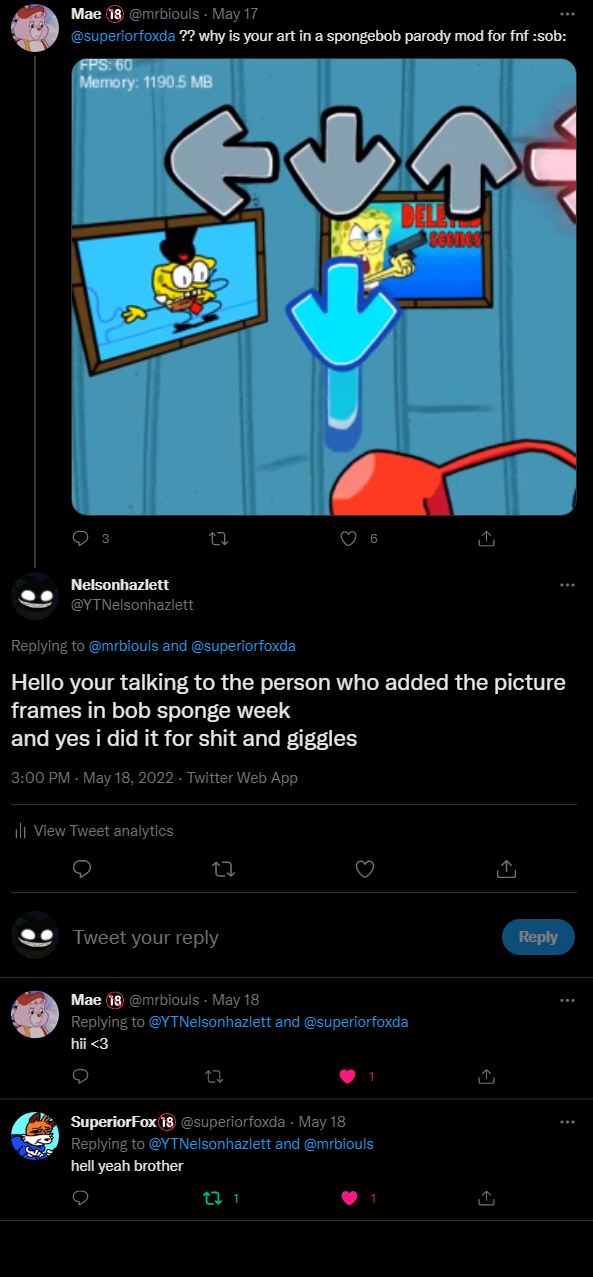 Mae 🔞 @mrbiouls · May 17
@superiorfoxda ?? why is your art in a spongebob parody mod for fnf :sob:
FPS: 60
Memory: 1190.5 MB
DELETED
scenes
3
6
Nelsonhazlett
@YTNelsonhazlett
Replying to @mrbiouls and @superiorfoxda
Hello your talking to the person who added the picture
frames in bob sponge week
and yes i did it for shit and giggles
3:00 PM · May 18, 2022 · Twitter Web App
View Tweet analytics
Tweet your reply
Reply
Mae 🔞 @mrbiouls · May 18
Replying to @YTNelsonhazlett and @superiorfoxda
hii <3
1
SuperiorFox🔞 @superiorfoxda · May 18
Replying to @YTNelsonhazlett and @mrbiouls
hell yeah brother
1
1